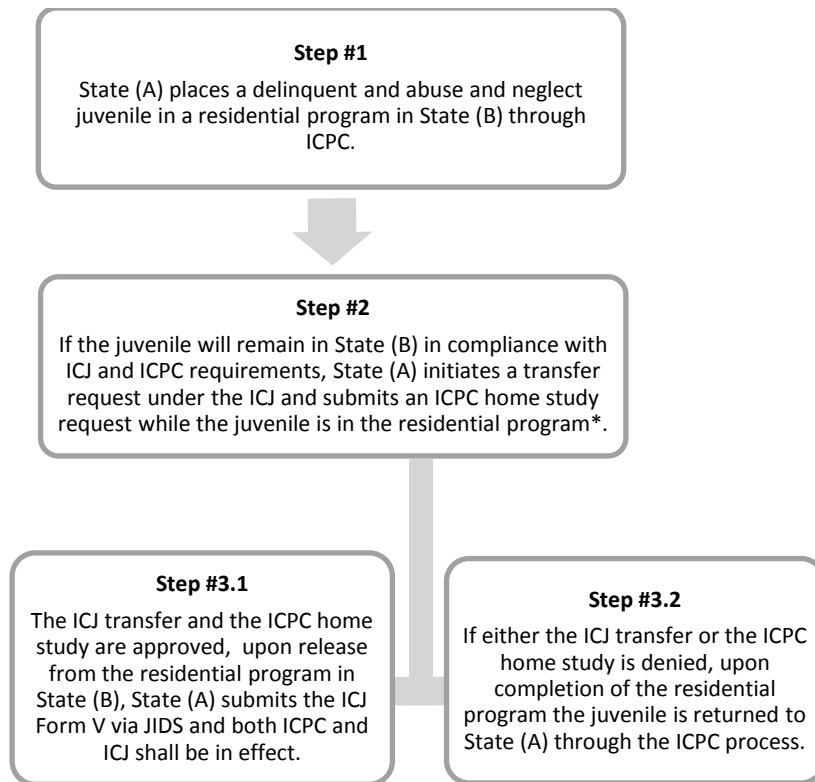 Step #1
State (A) places a delinquent and abuse and neglect
juvenile in a residential program in State (B) through
ICPC.
Step #2
If the juvenile will remain in State (B) in compliance with
ICJ and ICPC requirements, State (A) initiates a transfer
request under the ICJ and submits an ICPC home study
request while the juvenile is in the residential program*.
Step #3.1
The ICJ transfer and the ICPC home
study are approved, upon release
from the residential program in
State (B), State (A) submits the ICJ
Form V via JIDS and both ICPC and
ICJ shall be in effect.
Step #3.2
If either the ICJ transfer or the ICPC
home study is denied, upon
completion of the residential
program the juvenile is returned to
State (A) through the ICPC process.